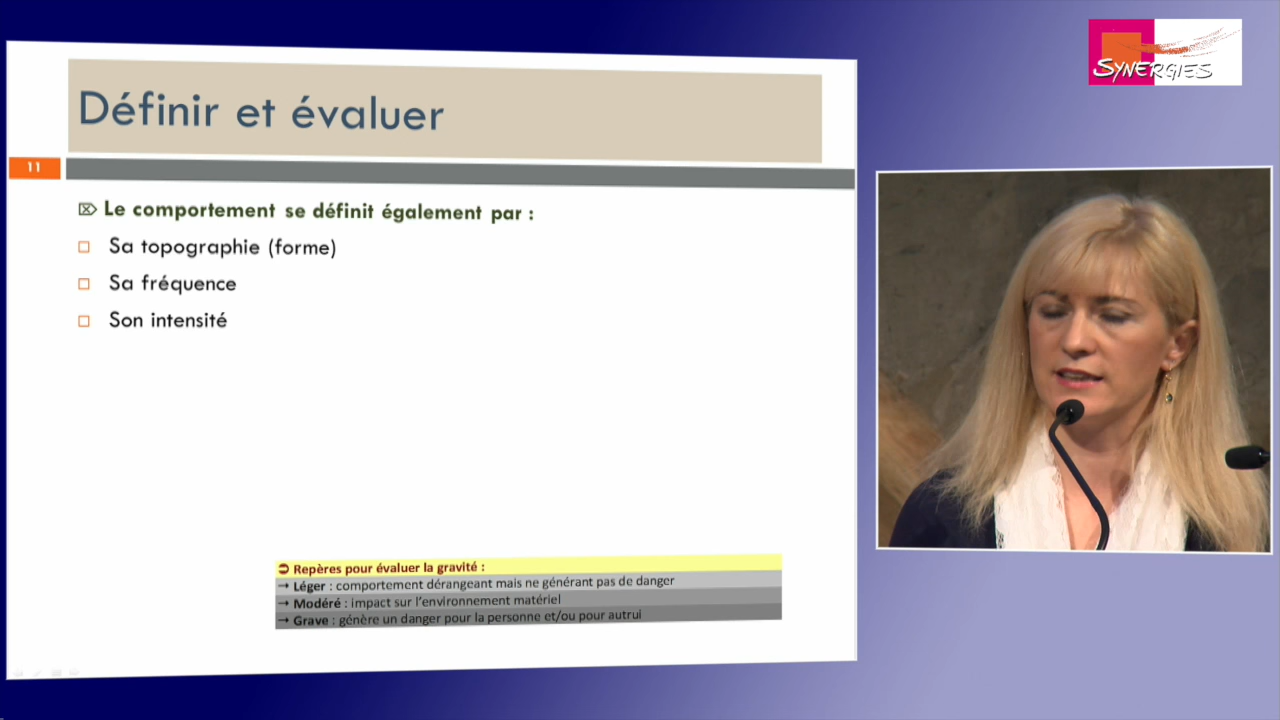 SYNERGIES
Définir et évaluer
11
Le comportement se définit également par :
Sa topographie (forme)
Sa fréquence
Son intensité
Repères pour évaluer la gravité :
→ Léger : comportement dérangeant mais ne générant pas de danger
→ Modéré : impact sur l'environnement matériel
→ Grave : génère un danger pour la personne et/ou pour autrui